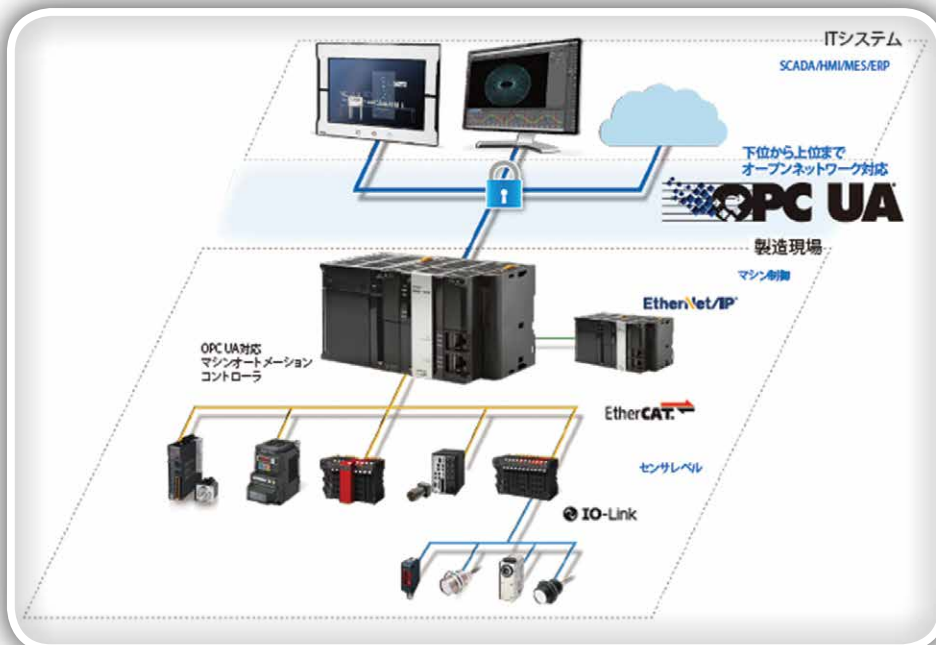 ITシステム
SCADA/HMI/MES/ERP
下位から上位まで
オープンネットワーク対応
OPC UA
製造現場
マシン制御
EtherNet/IP
OPC UA対応
マシンオートメーション
コントローラ
EtherCAT.
センサレベル
IO-Link